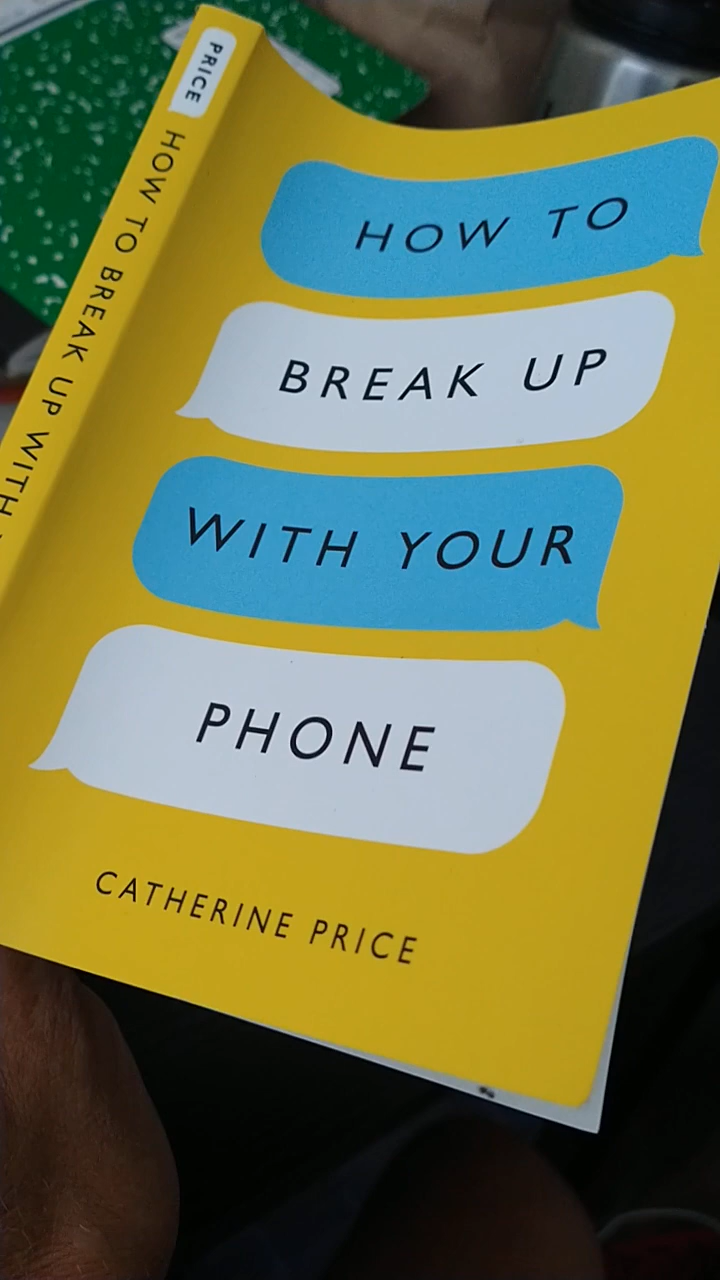 PRICE
HOW TO BREAK UP WITH
HOW TO
BREAK UP
WITH YOUR
PHONE
CATHERINE PRICE